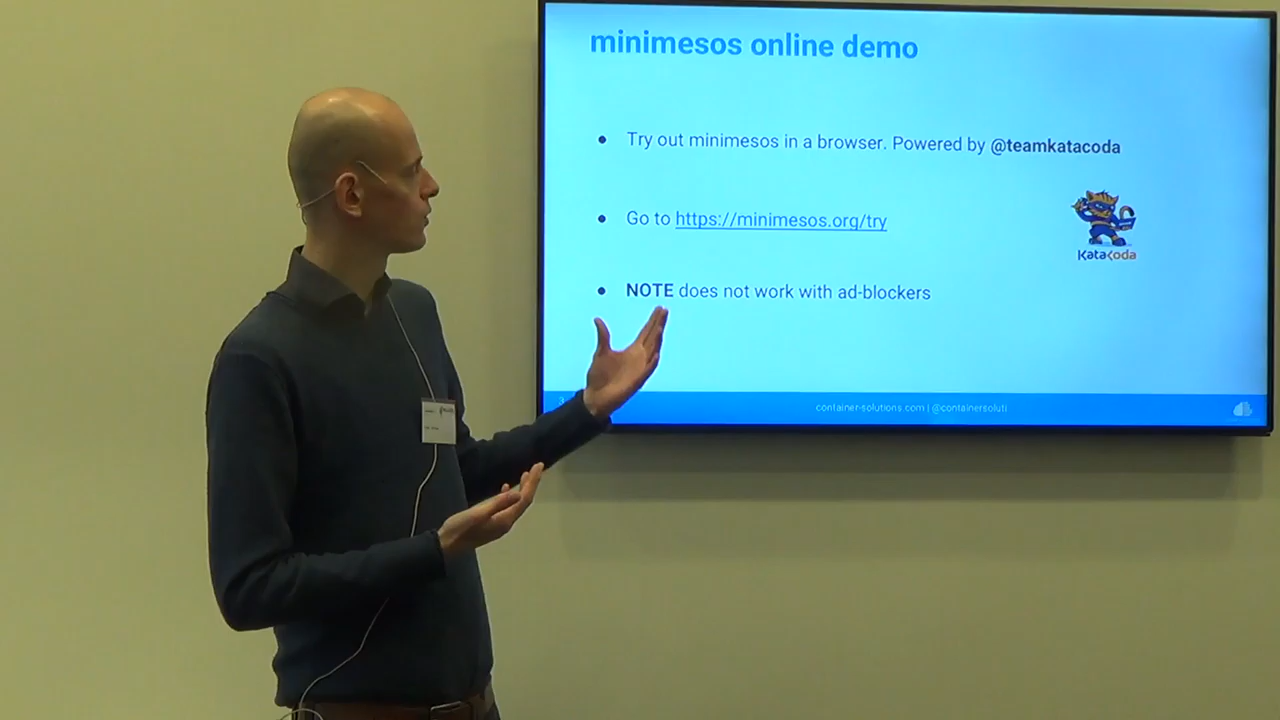 minimesos online demo
● Try out minimesos in a browser. Powered by @teamkatacoda
● Go to https://minimesos.org/try
KataCoda
● NOTE does not work with ad-blockers
3
container-solutions.com | @containersoluti